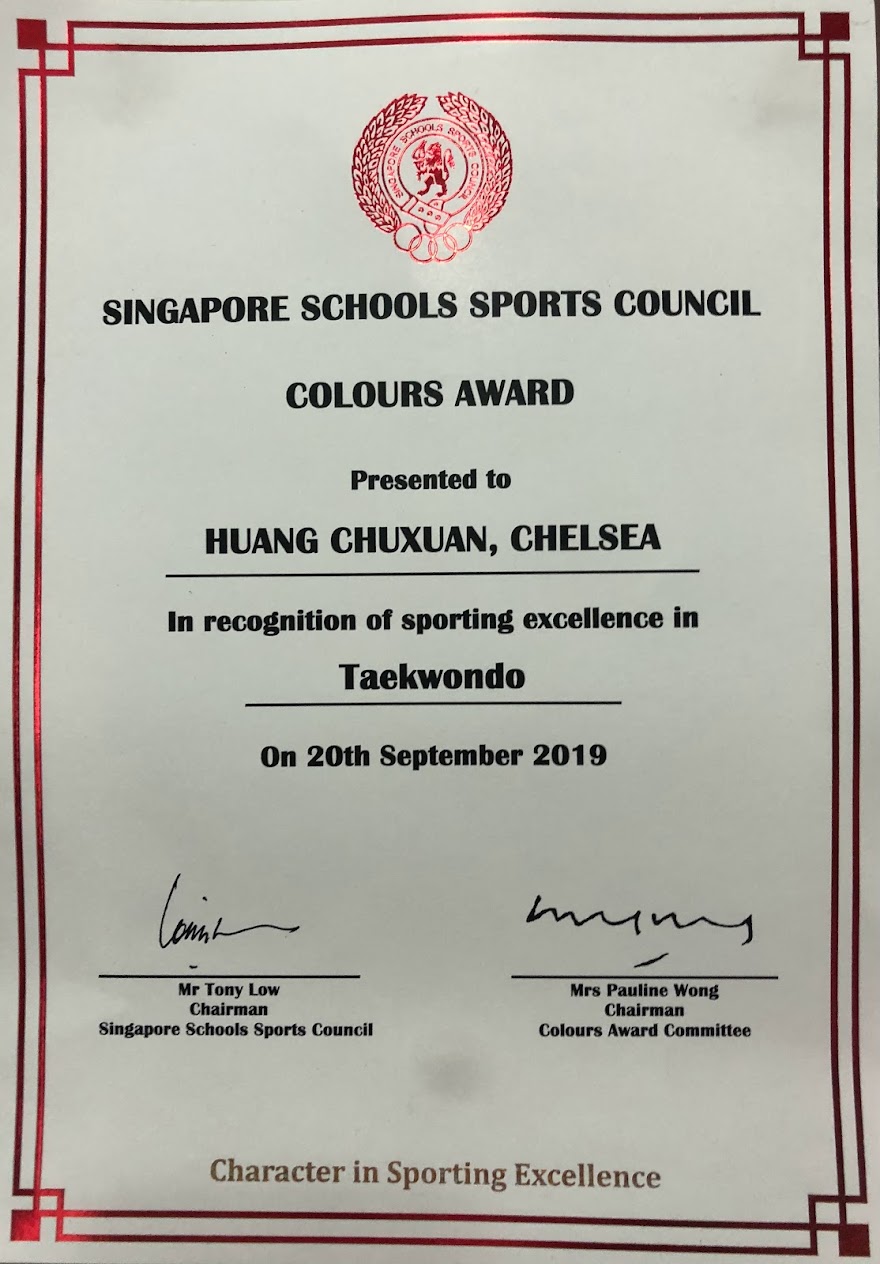 SINGAPORE SCHOOLS SPORTS COUNCIL
SINGAPORE SCHOOLS SPORTS COUNCIL
COLOURS AWARD
Presented to
HUANG CHUXUAN, CHELSEA
In recognition of sporting excellence in
Taekwondo
On 20th September 2019
Mr Tony Low
Chairman
Singapore Schools Sports Council
Mrs Pauline Wong
Chairman
Colours Award Committee
Character in Sporting Excellence